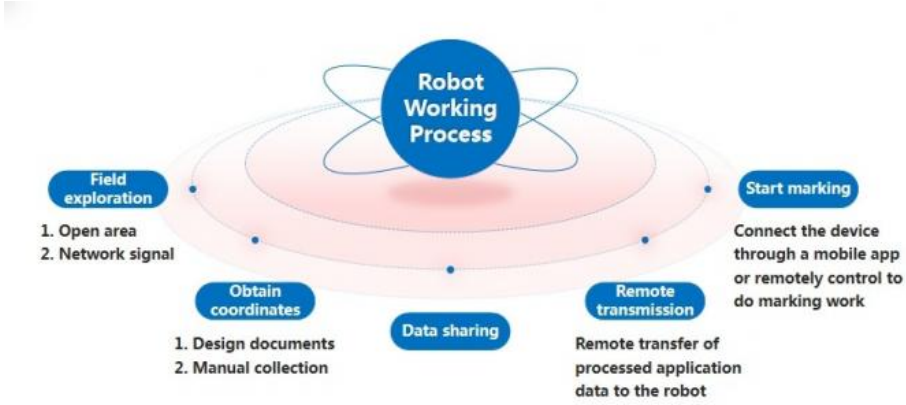 Robot
Working
Process
Field
exploration
1. Open area
2. Network signal
Obtain
coordinates
1. Design documents
2. Manual collection
Data sharing
Remote
transmission
Remote transfer of
processed application
data to the robot
Start marking
Connect the device
through a mobile app
or remotely control to
do marking work